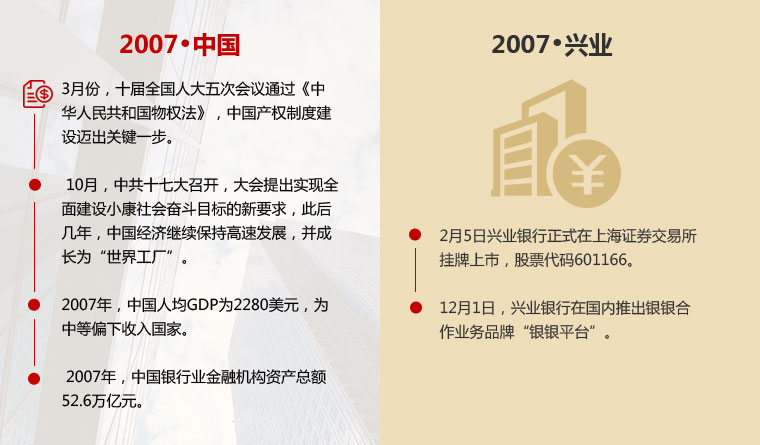 2007•中国
3月份，十届全国人大五次会议通过《中
华人民共和国物权法》，中国产权制度建
设迈出关键一步。
10月，中共十七大召开，大会提出实现全
面建设小康社会奋斗目标的新要求，此后
几年，中国经济继续保持高速发展，并成
长为“世界工厂”。
2007年，中国人均GDP为2280美元，为
中等偏下收入国家。
2007年，中国银行业金融机构资产总额
52.6万亿元。
2007•兴业
¥
2月5日兴业银行正式在上海证券交易所
挂牌上市，股票代码601166。
12月1日，兴业银行在国内推出银银合
作业务品牌“银银平台”。